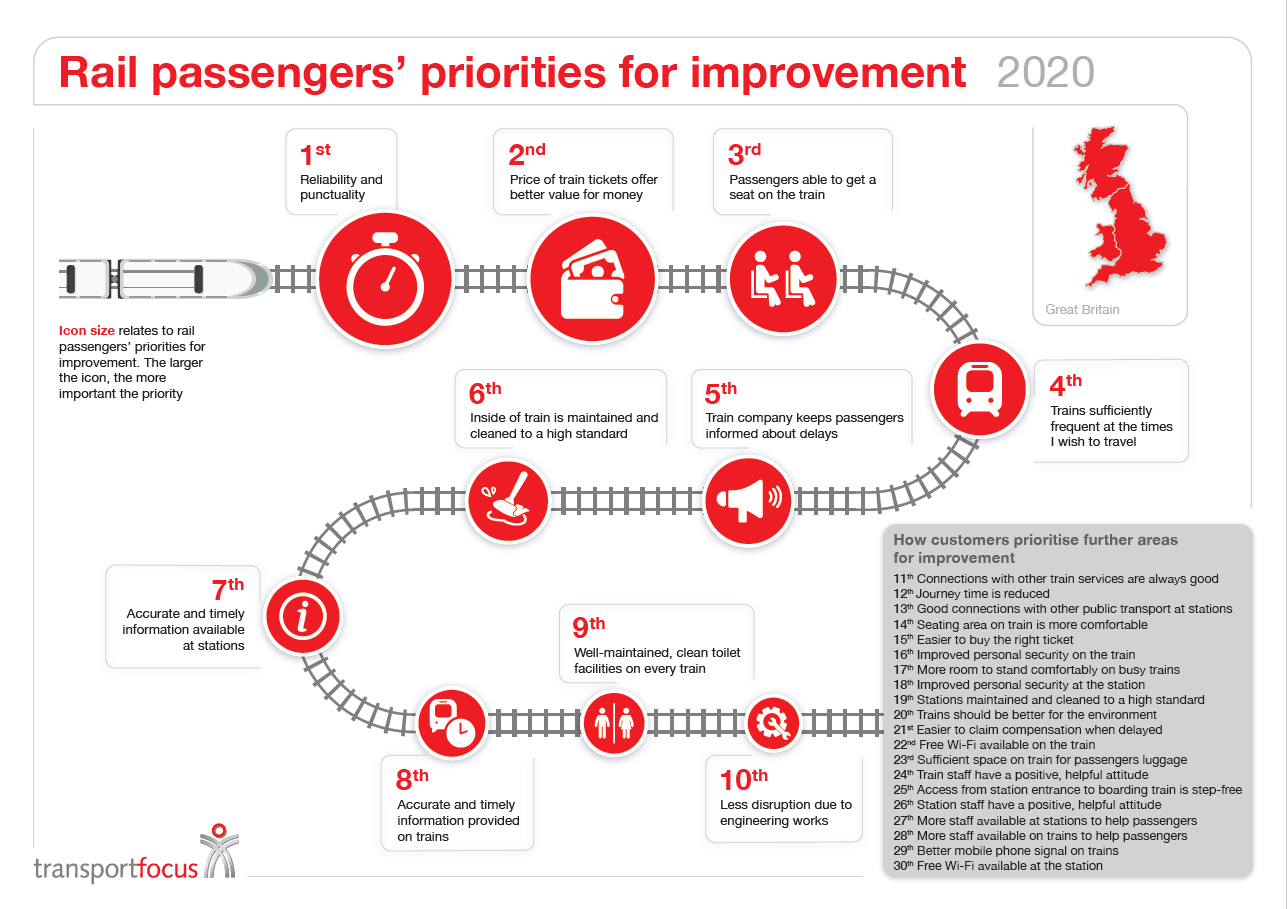 Rail passengers' priorities for improvement 2020
1st
Reliability and
punctuality
2nd
Price of train tickets offer
better value for money
3rd
Passengers able to get a
seat on the train
Great Britain
Icon size relates to rail
passengers' priorities for
improvement. The larger
the icon, the more
important the priority
4th
Trains sufficiently
frequent at the times
I wish to travel
5th
Train company keeps passengers
informed about delays
6th
Inside of train is maintained and
cleaned to a high standard
7th
Accurate and timely
information available
at stations
8th
Accurate and timely
information provided
on trains
9th
Well-maintained, clean toilet
facilities on every train
10th
Less disruption due to
engineering works
How customers prioritise further areas
for improvement
11th Connections with other train services are always good
12th Journey time is reduced
13th Good connections with other public transport at stations
14th Seating area on train is more comfortable
15th Easier to buy the right ticket
16th Improved personal security on the train
17th More room to stand comfortably on busy trains
18th Improved personal security at the station
19th Stations maintained and cleaned to a high standard
20th Trains should be better for the environment
21st Easier to claim compensation when delayed
22nd Free Wi-Fi available on the train
23rd Sufficient space on train for passengers luggage
24th Train staff have a positive, helpful attitude
25th Access from station entrance to boarding train is step-free
26th Station staff have a positive, helpful attitude
27th More staff available at stations to help passengers
28th More staff available on trains to help passengers
29th Better mobile phone signal on trains
30th Free Wi-Fi available at the station
transportfocus